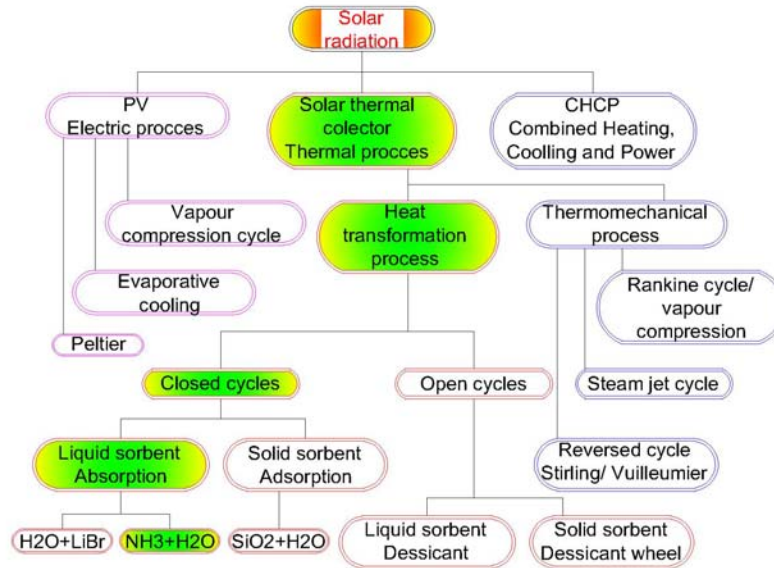 Solar
radiation
PV
Electric procces
Solar thermal
colector
Thermal procces
CHCP
Combined Heating,
Coolling and Power
Vapour
compression cycle
Heat
transformation
process
Thermomechanical
process
Evaporative
cooling
Rankine cycle/
vapour
compression
Peltier
Closed cycles
Open cycles
Steam jet cycle
Liquid sorbent
Absorption
Solid sorbent
Adsorption
Reversed cycle
Stirling/ Vuilleumier
H2O+LiBr
NH3+H2O
SiO2+H2O
Liquid sorbent
Dessicant
Solid sorbent
Dessicant wheel